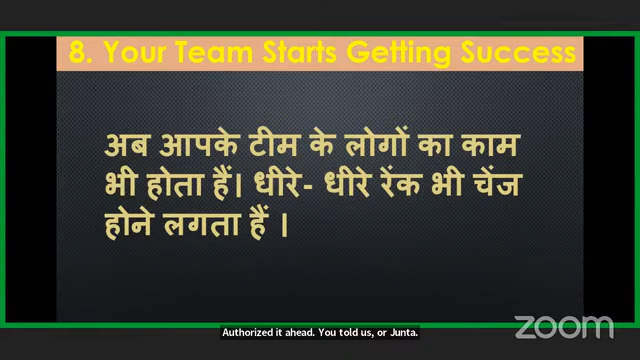 8. Your Team Starts Getting Success
अब आपके टीम के लोगों का काम
भी होता हैं। धीरे- धीरे रेंक भी चेंज
होने लगता हैं ।
Authorized it ahead. You told us, or Junta.
zoom